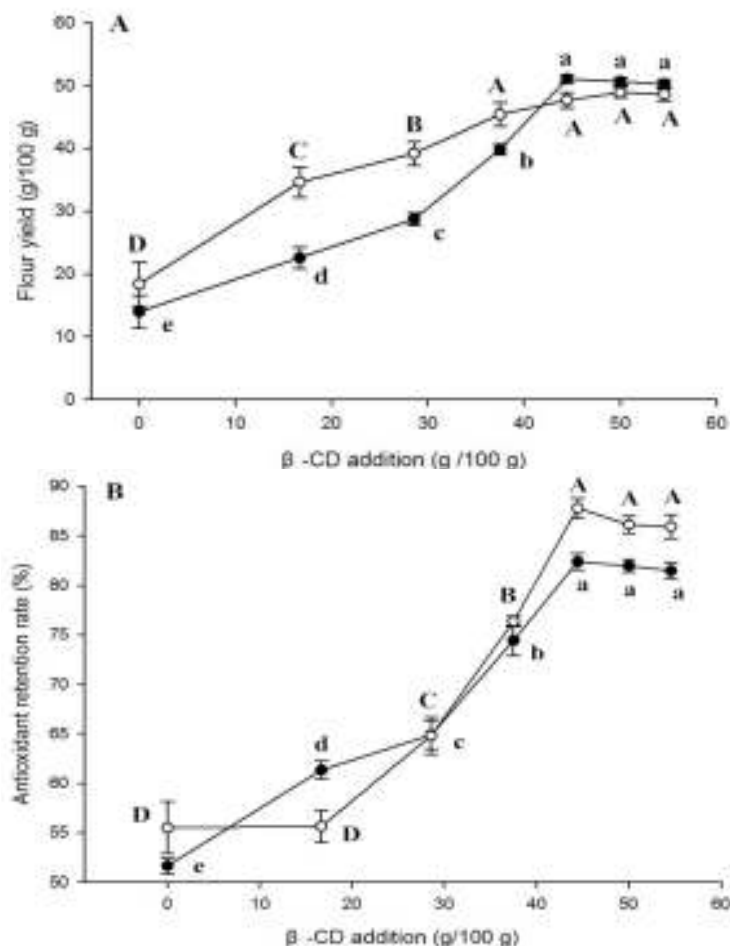 A
60
50
40
30
20
10
0
Flour yield (g/100 g)
D
C
B
A
A
A
A
a
a
a
b
c
d
e
0 10 20 30 40 50 60
β -CD addition (g /100 g)
B
90
85
80
75
70
65
60
55
50
Antioxidant retention rate (%)
A
A
A
B
C
D
D
a
a
a
b
c
d
e
0 10 20 30 40 50 60
β -CD addition (g/100 g)